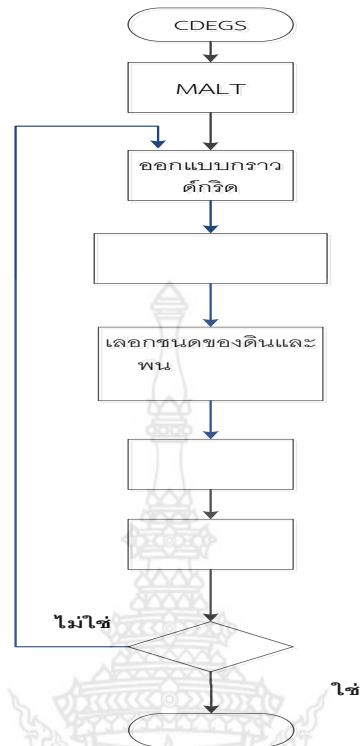 CDEGS
MALT
ออกแบบกราว
ด์กริด
เลอกชนดของดินและ
พน
ไม่ใช่
ใช่